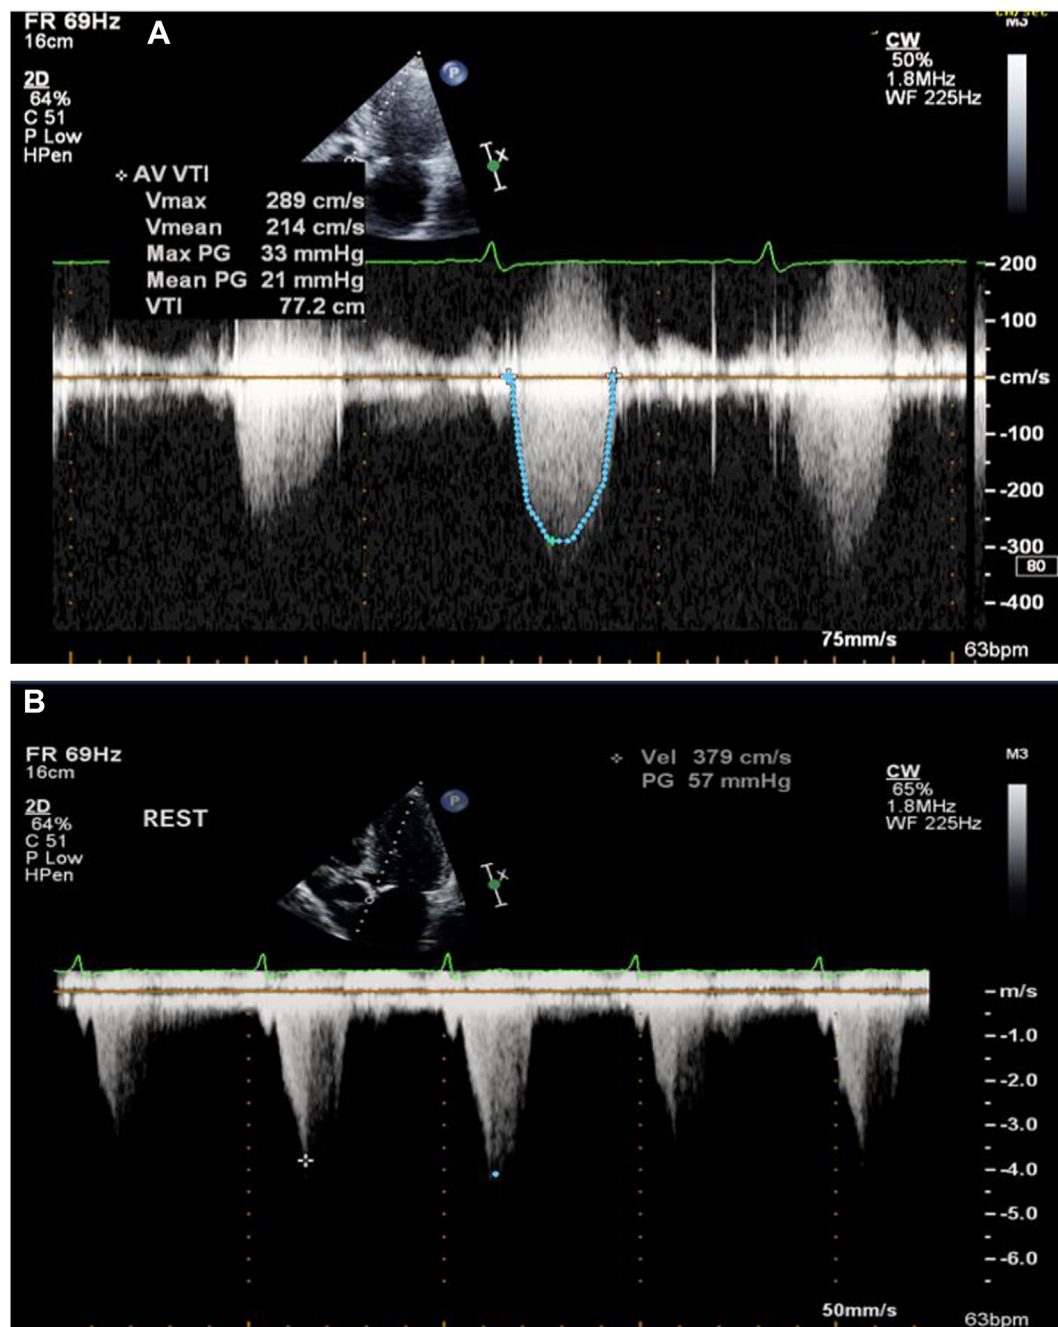 A
FR 69Hz
16cm
2D
64%
C 51
P Low
HPen
P
x
cm/sec
M3
CW
50%
1.8MHz
WF 225Hz
AV VTI
Vmax 289 cm/s
Vmean 214 cm/s
Max PG 33 mmHg
Mean PG 21 mmHg
VTI 77.2 cm
200
100
cm/s
-100
-200
-300
80
-400
75mm/s
63bpm
B
FR 69Hz
16cm
2D
64%
C 51
P Low
HPen
REST
P
x
Vel 379 cm/s
PG 57 mmHg
M3
CW
65%
1.8MHz
WF 225Hz
m/s
-1.0
-2.0
-3.0
-4.0
-5.0
-6.0
50mm/s
63bpm